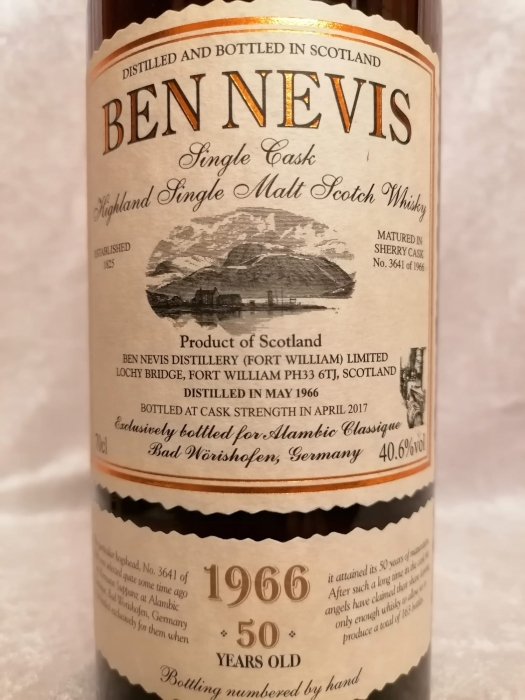 DISTILLED AND BOTTLED IN SCOTLAND
BEN NEVIS
Single Cask
Highland Single Malt Scotch Whisky
ESTABLISHED
1825
MATURED IN
SHERRY CASK
No. 3641 of 1966
Product of Scotland
BEN NEVIS DISTILLERY (FORT WILLIAM) LIMITED
LOCHY BRIDGE, FORT WILLIAM PH33 6TJ, SCOTLAND
DISTILLED IN MAY 1966
BOTTLED AT CASK STRENGTH IN APRIL 2017
Exclusively bottled for Alambic Classique
Bad Wörishofen, Germany
70cl
40.6%vol
hogshead, No. 3641 of
selected quite some time ago
at Alambic
Bad Wörishofen, Germany
exclusively for them when
1966
50
YEARS OLD
it attained its 50 years of
After such a long time in the
angels have claimed their
only enough whisky
produce a total of 163
Bottling numbered by hand